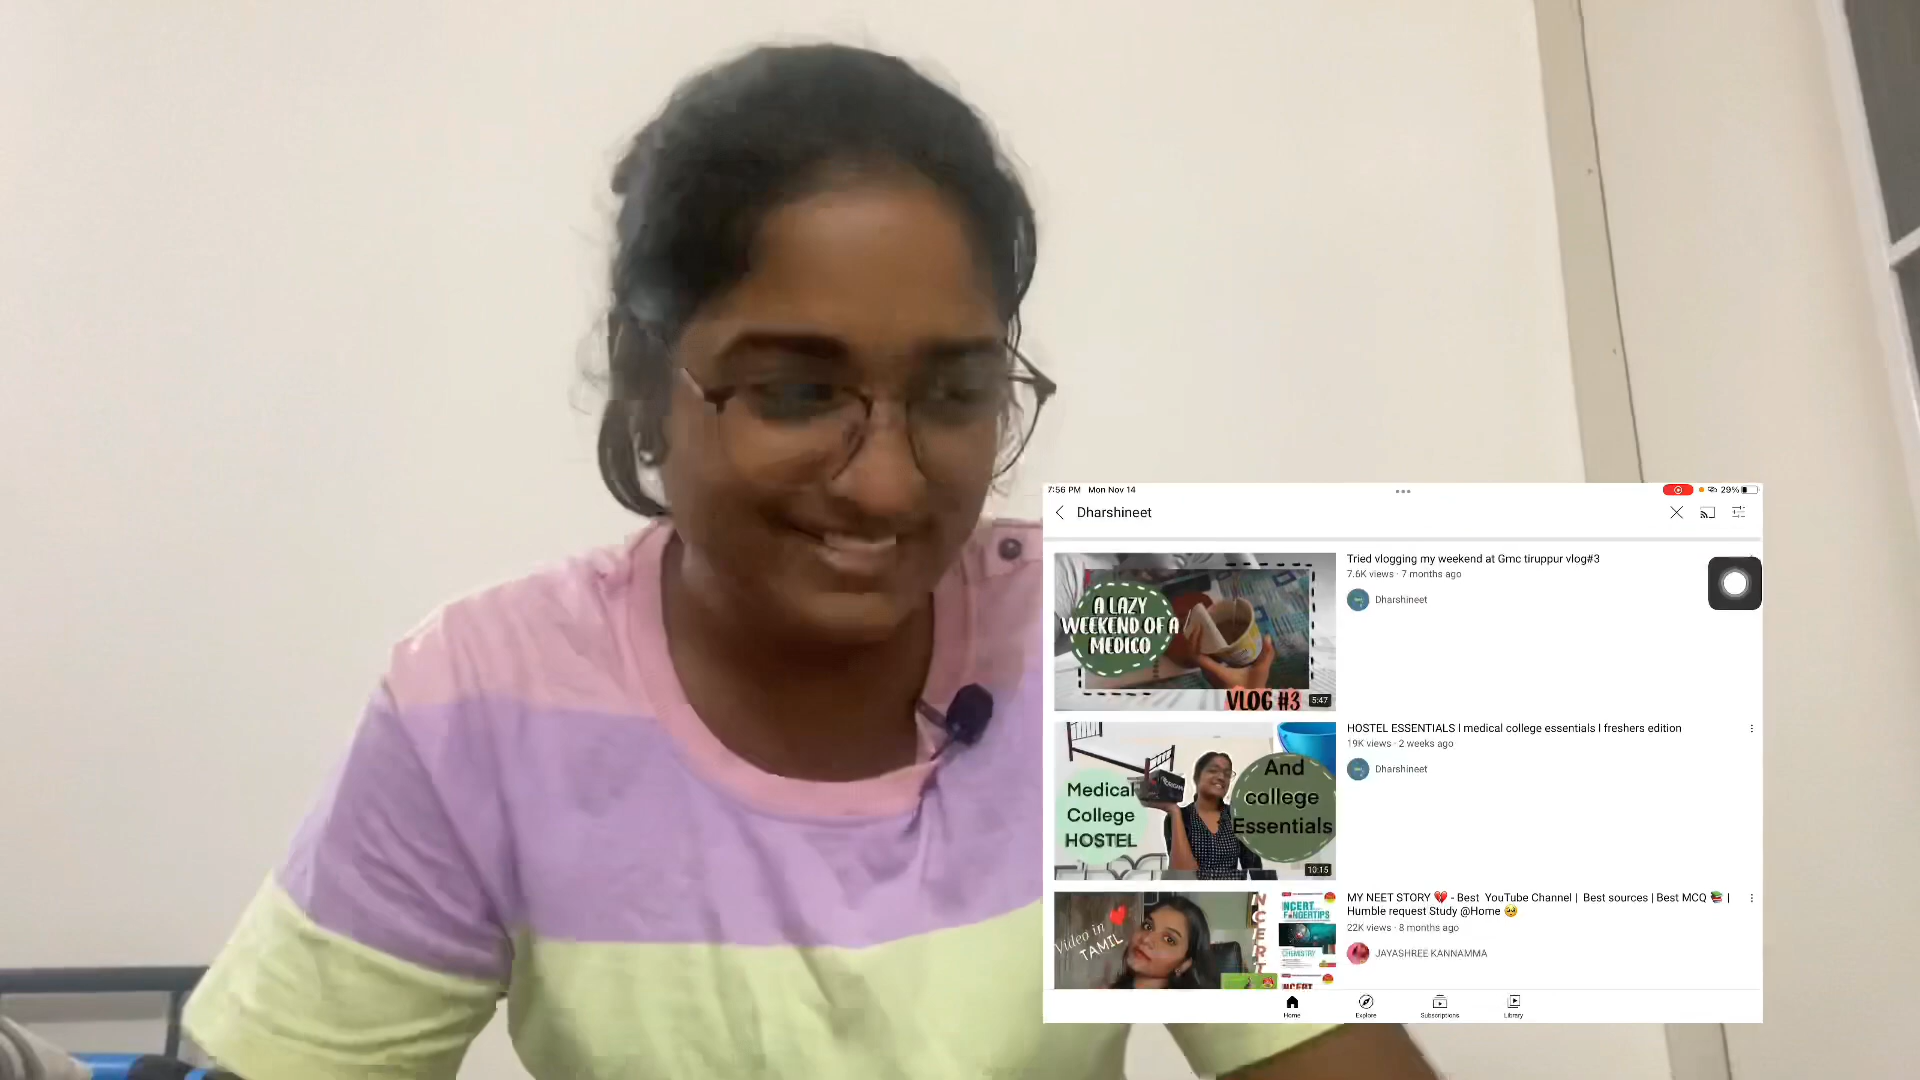 7:56 PM Mon Nov 14
29%
Dharshineet
A LAZY
WEEKEND OF A
MEDICO
VLOG #3
5:47
Tried vlogging my weekend at Gmc tiruppur vlog#3
7.6K views · 7 months ago
Dharshineet
Medical
College
HOSTEL
And
college
Essentials
10:15
HOSTEL ESSENTIALS l medical college essentials l freshers edition
19K views · 2 weeks ago
Dharshineet
Video in
TAMIL
NCERT
NCERT
FINGERTIPS
CHEMISTRY
NCERT
MY NEET STORY 💔 - Best YouTube Channel | Best sources | Best MCQ 📚 |
Humble request Study @Home 🥺
22K views · 8 months ago
JAYASHREE KANNAMMA
Home
Explore
Subscriptions
Library